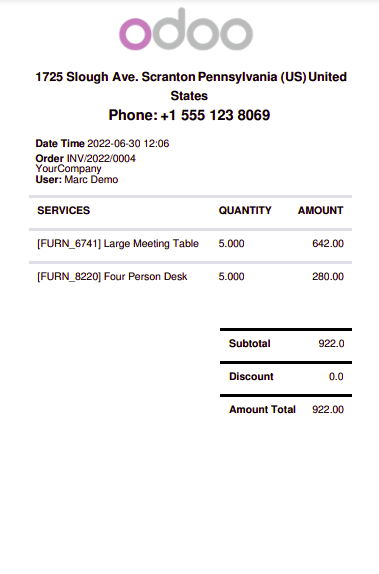 odoo
1725 Slough Ave. Scranton Pennsylvania (US) United
States
Phone: +1 555 123 8069
Date Time 2022-06-30 12:06
Order INV/2022/0004
YourCompany
User: Marc Demo
SERVICES QUANTITY AMOUNT
[FURN_6741] Large Meeting Table 5.000 642.00
[FURN_8220] Four Person Desk 5.000 280.00
Subtotal 922.0
Discount 0.0
Amount Total 922.00